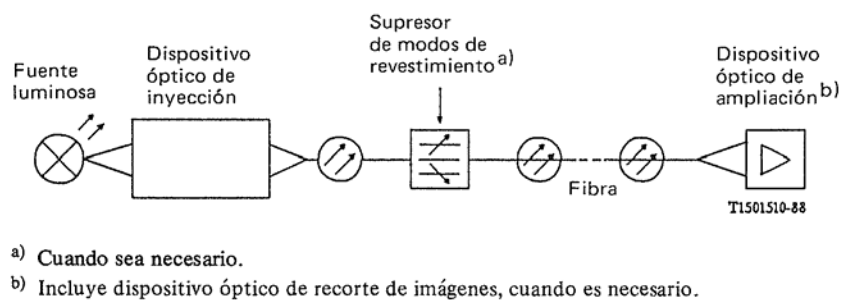 Fuente
luminosa
Dispositivo
óptico de
inyección
Supresor
de modos de
revestimiento a)
Dispositivo
óptico de
ampliación b)
Fibra
T1501510-88
a) Cuando sea necesario.
b) Incluye dispositivo óptico de recorte de imágenes, cuando es necesario.